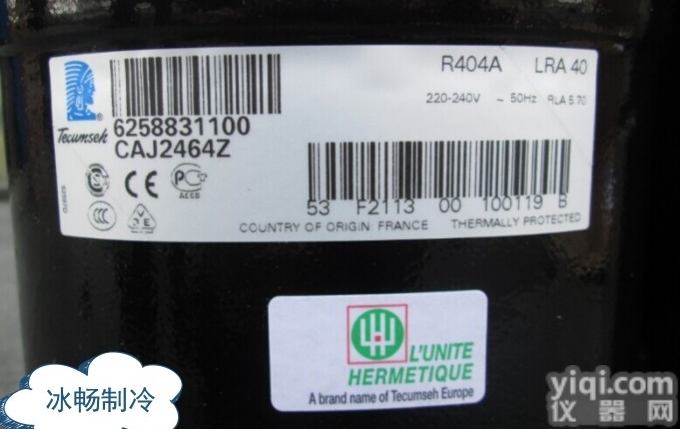 R404A LRA 40
220-240V ~ 50Hz RLA 5.70
Tecumseh
6258831100
CAJ2464Z
CE
CCC
53 F2113 00 100119 B
COUNTRY OF ORIGIN: FRANCE THERMALLY PROTECTED
L'UNITE
HERMETIQUE
A brand name of Tecumseh Europe
冰畅制冷
yiqi.com
仪器网